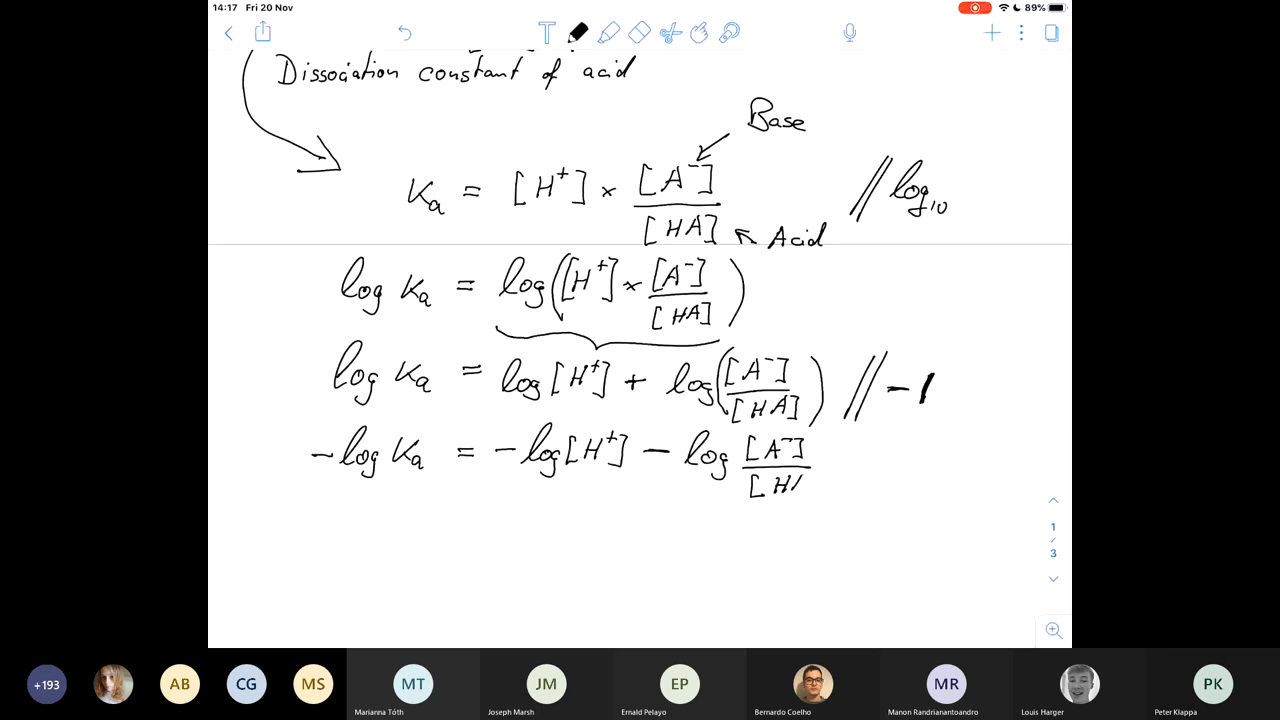 14:17 Fri 20 Nov
89%
T
Dissociation constant of acid
Base
Ka = [H+] × [A-]/[HA] // log10
Acid
log Ka = log([H+] × [A-]/[HA])
log Ka = log[H+] + log([A-]/[HA]) // -1
-log Ka = -log[H+] - log [A-]/[H/
1
/
3
+193
AB
CG
MS
MT
JM
EP
MR
PK
Marianna Tóth
Joseph Marsh
Ernald Pelayo
Bernardo Coelho
Manon Randrianantoandro
Louis Harger
Peter Klappa